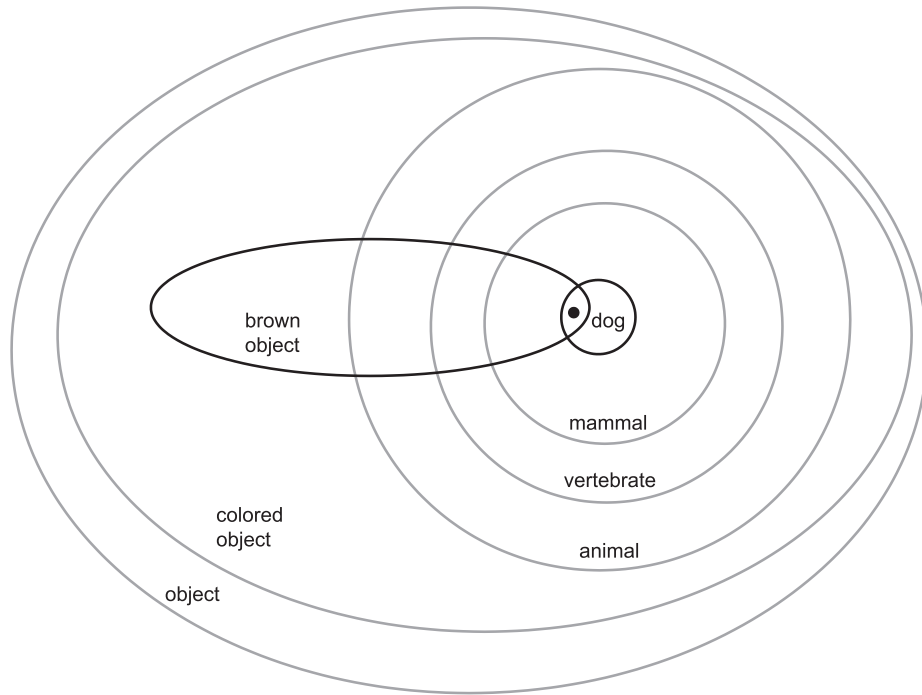 brown
object
dog
mammal
vertebrate
colored
object
animal
object